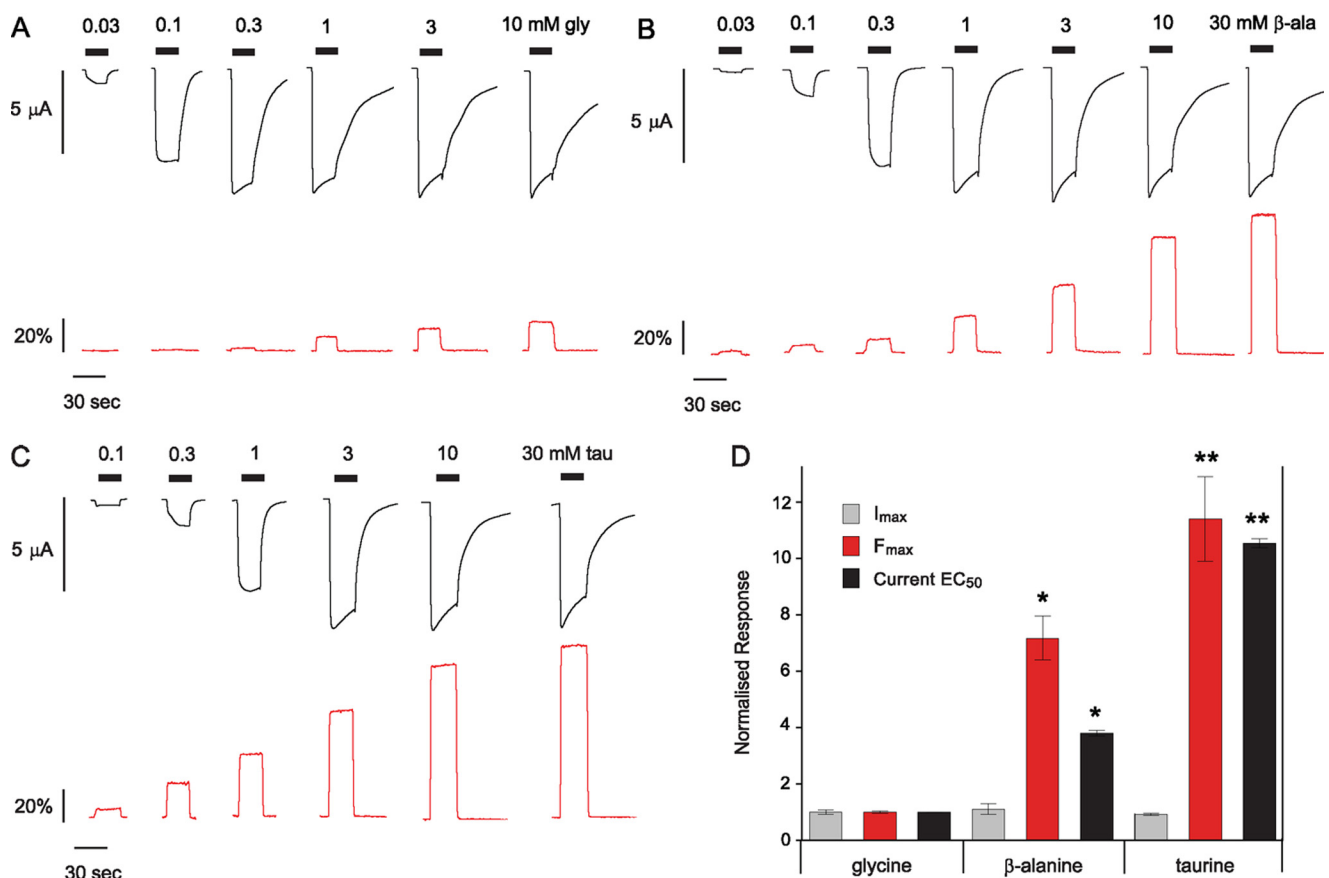 A
0.03 0.1 0.3 1 3 10 mM gly
5 μA
20%
30 sec
B
0.03 0.1 0.3 1 3 10 30 mM β-ala
5 μA
20%
30 sec
C
0.1 0.3 1 3 10 30 mM tau
5 μA
20%
30 sec
D
Normalised Response
12
10
8
6
4
2
0
Imax
Fmax
Current EC50
* * ** **
glycine β-alanine taurine